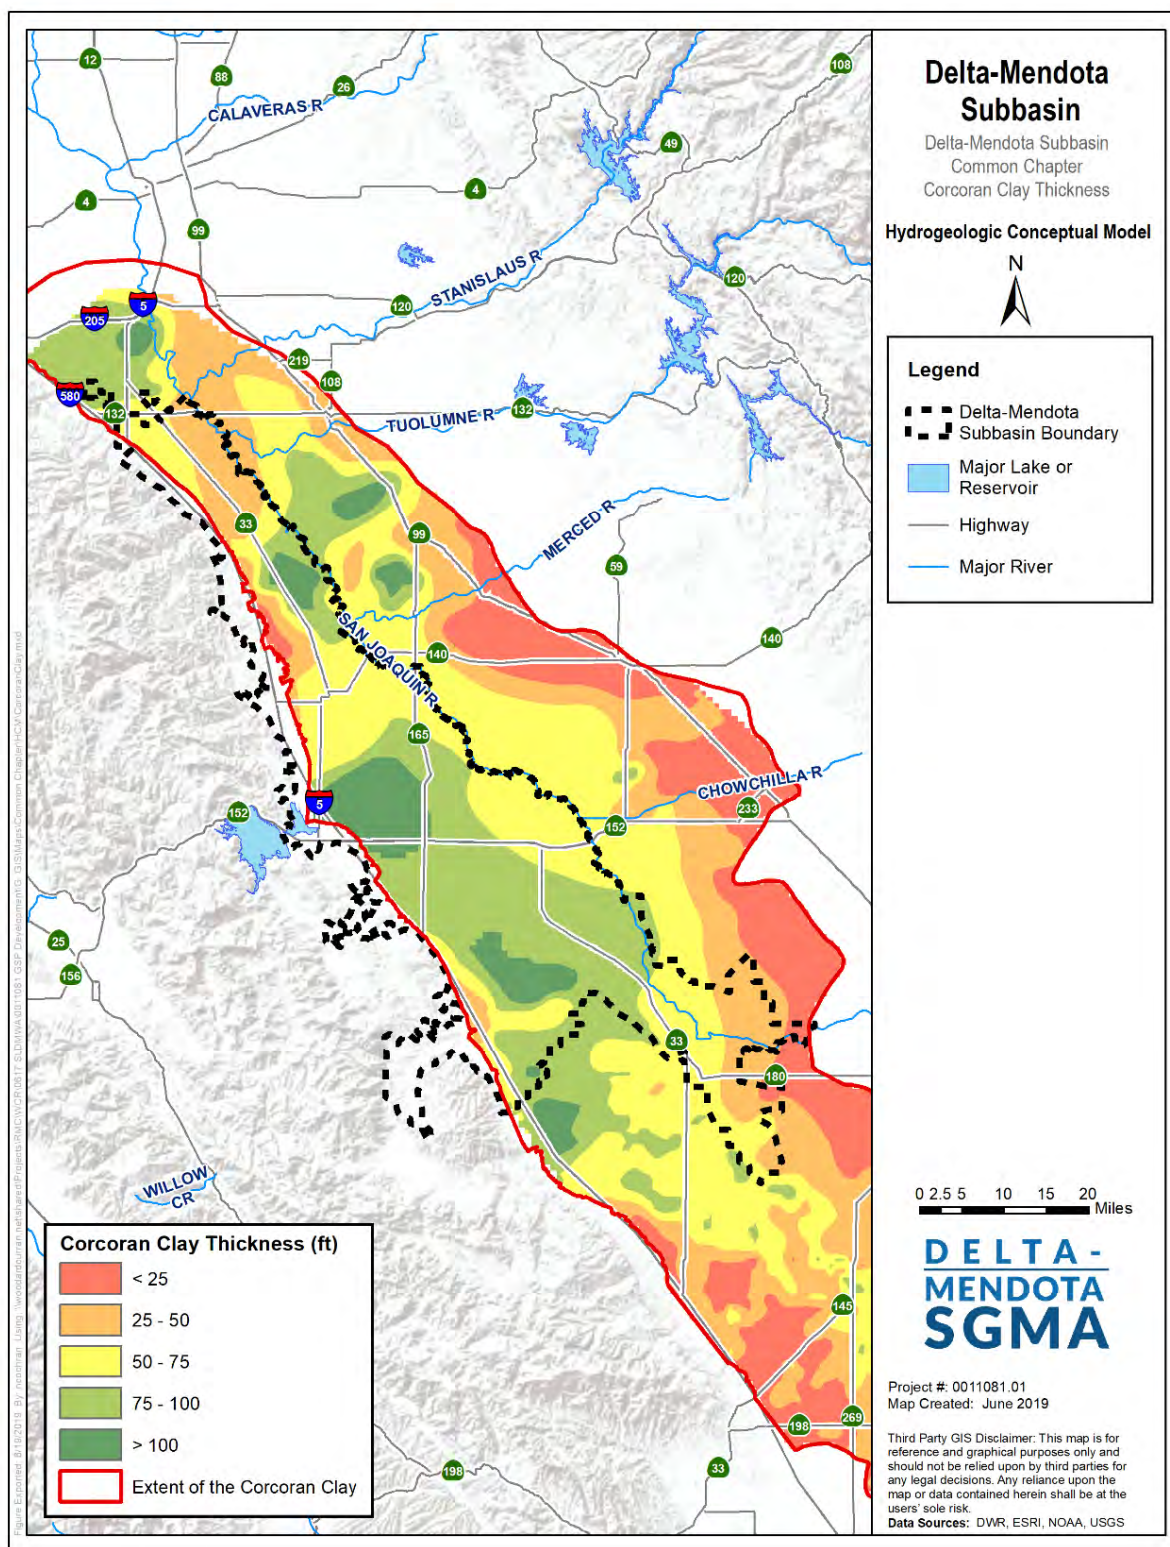 Delta-Mendota
Subbasin
Delta-Mendota Subbasin
Common Chapter
Corcoran Clay Thickness
Hydrogeologic Conceptual Model
N
Legend
Delta-Mendota
Subbasin Boundary
Major Lake or
Reservoir
Highway
Major River
0 2.5 5 10 15 20
Miles
DELTA-
MENDOTA
SGMA
Project #: 0011081.01
Map Created: June 2019
Third Party GIS Disclaimer: This map is for
reference and graphical purposes only and
should not be relied upon by third parties for
any legal decisions. Any reliance upon the
map or data contained herein shall be at the
users' sole risk.
Data Sources: DWR, ESRI, NOAA, USGS
12
88
26
108
CALAVERAS R
49
4
4
99
STANISLAUS R
120
120
5
205
219
108
580
132
TUOLUMNE R
132
33
99
MERCED R
59
SAN JOAQUIN R
140
140
165
CHOWCHILLA R
5
152
152
233
25
156
33
180
WILLOW
CR
145
198
269
198
33
Corcoran Clay Thickness (ft)
< 25
25 - 50
50 - 75
75 - 100
> 100
Extent of the Corcoran Clay